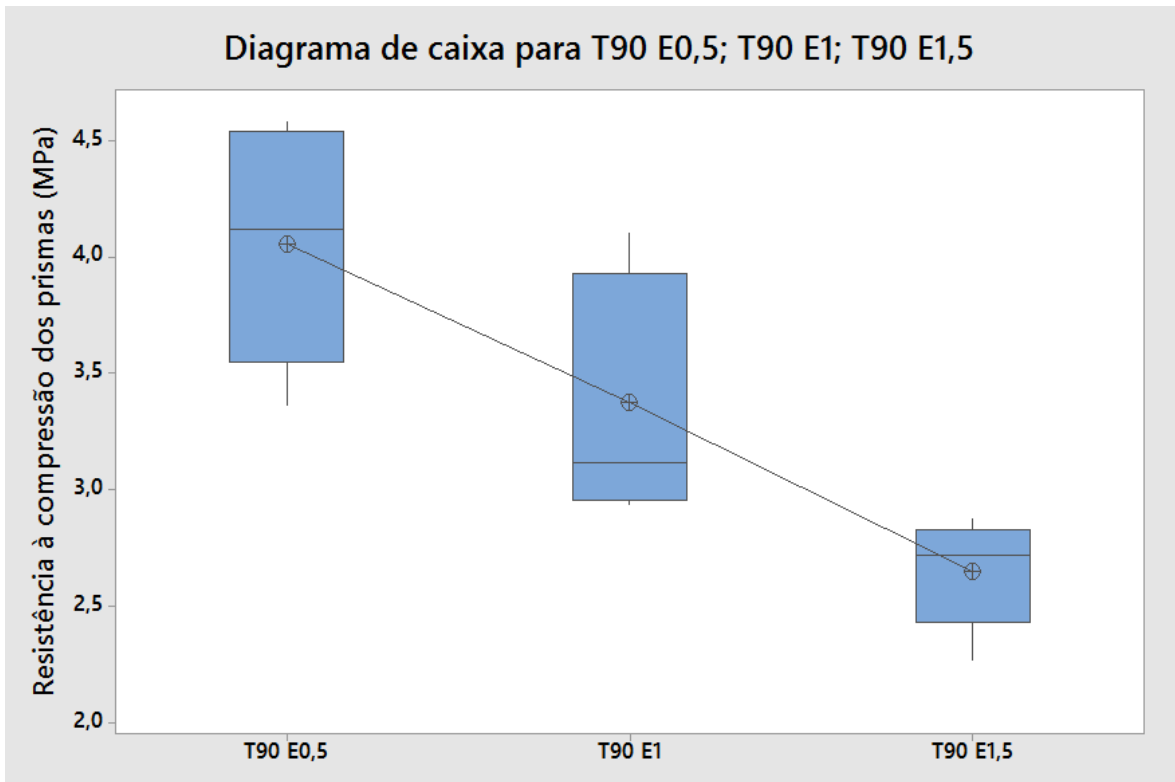 Diagrama de caixa para T90 E0,5; T90 E1; T90 E1,5
Resistência à compressão dos prismas (MPa)
4,5
4,0
3,5
3,0
2,5
2,0
T90 E0,5
T90 E1
T90 E1,5